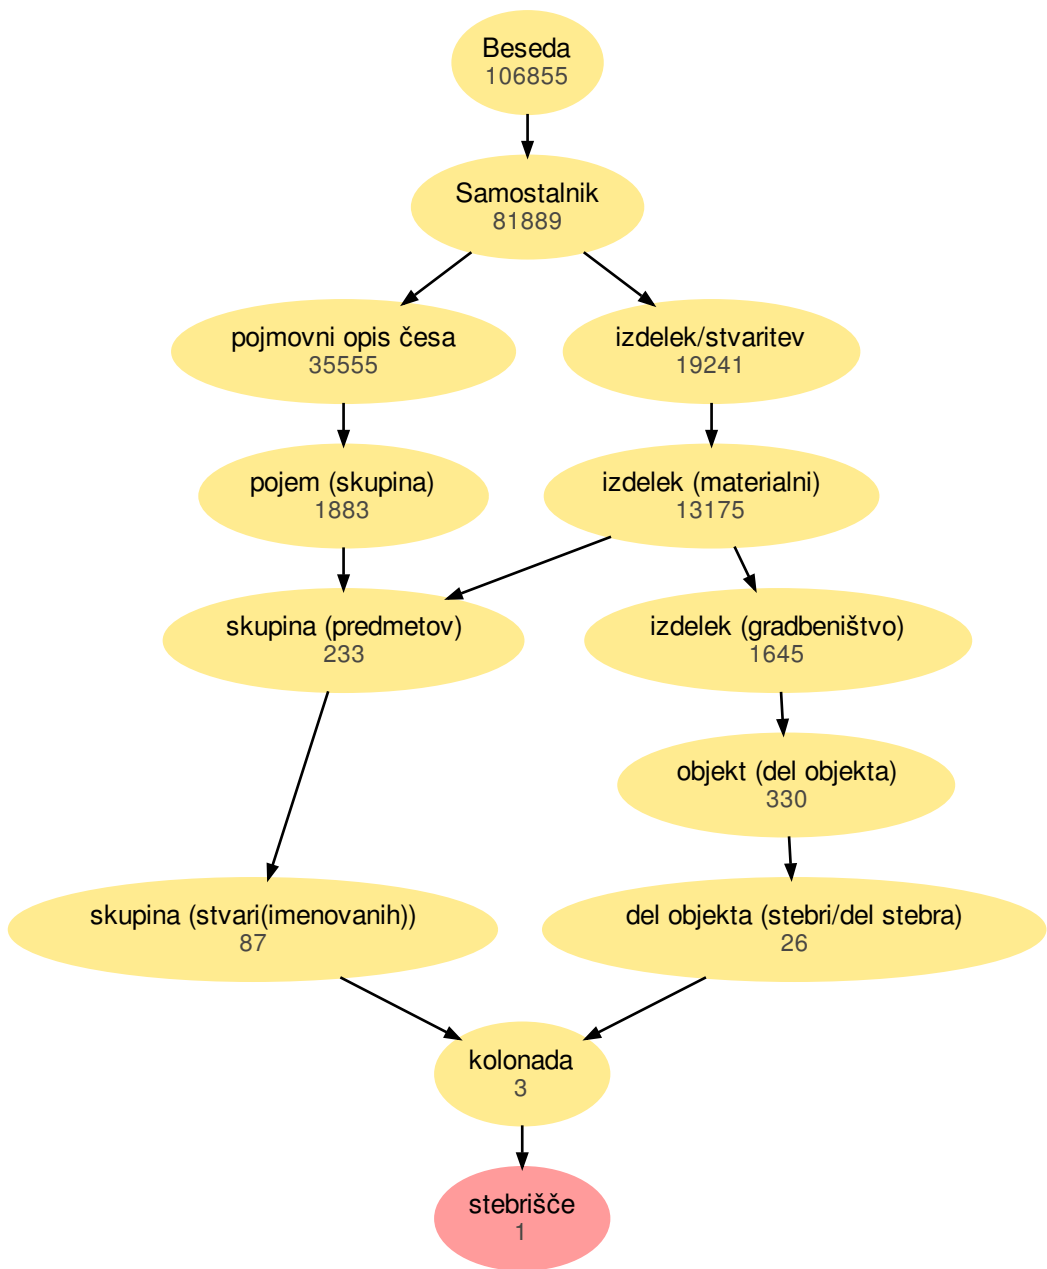 Beseda
106855
Samostalnik
81889
pojmovni opis česa
35555
izdelek/stvaritev
19241
pojem (skupina)
1883
izdelek (materialni)
13175
skupina (predmetov)
233
izdelek (gradbeništvo)
1645
objekt (del objekta)
330
skupina (stvari(imenovanih))
87
del objekta (stebri/del stebra)
26
kolonada
3
stebrišče
1